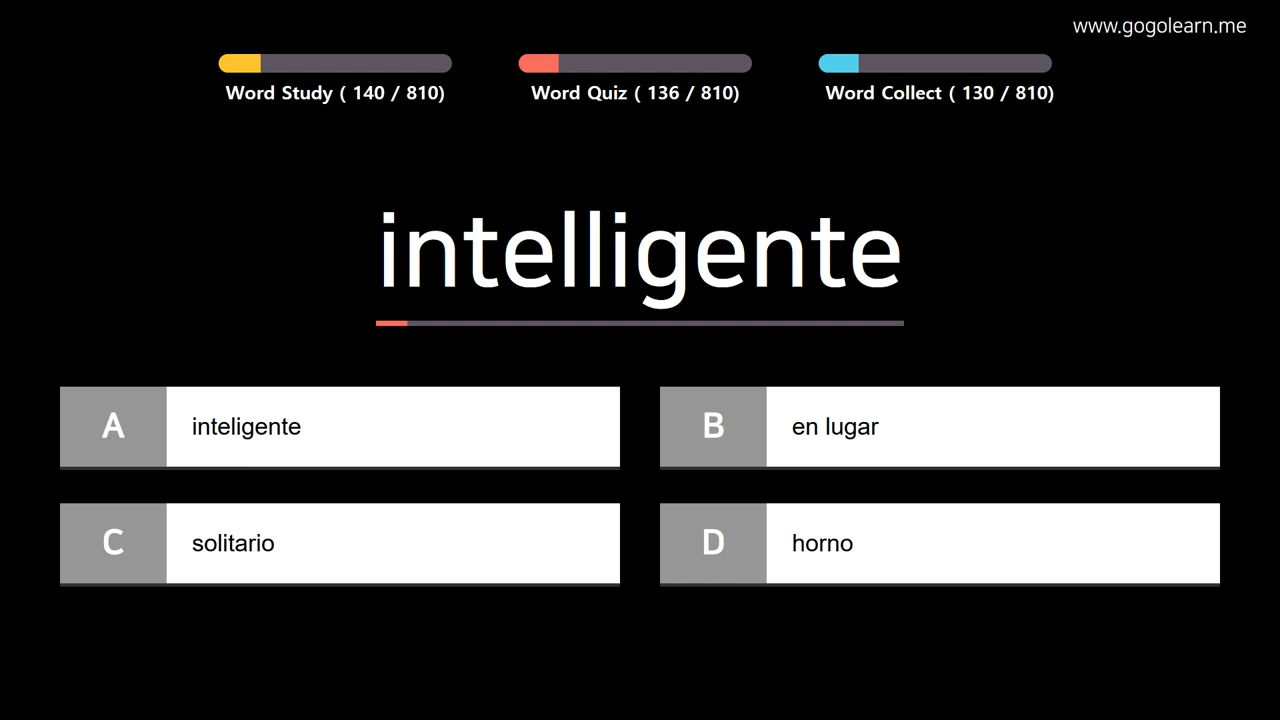 www.gogolearn.me
Word Study ( 140 / 810)
Word Quiz ( 136 / 810)
Word Collect ( 130 / 810)
intelligente
A
inteligente
B
en lugar
C
solitario
D
horno